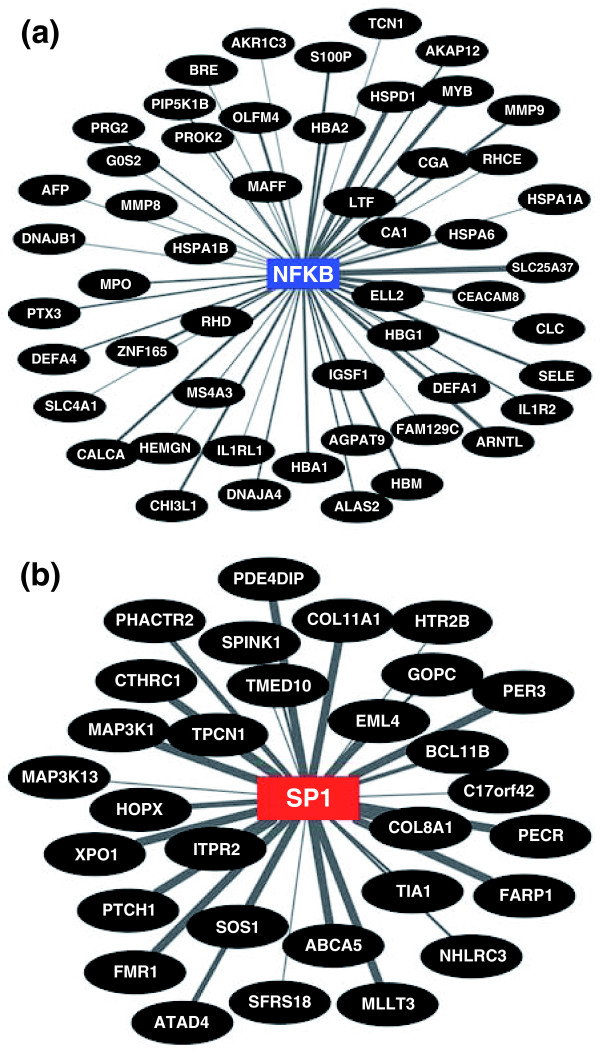 (a)
TCN1
AKR1C3
S100P
AKAP12
BRE
HSPD1
MYB
PIP5K1B
OLFM4
MMP9
PRG2
PROK2
HBA2
G0S2
CGA
RHCE
AFP
MAFF
MMP8
LTF
HSPA1A
DNAJB1
HSPA1B
CA1
HSPA6
NFKB
SLC25A37
MPO
ELL2
CEACAM8
PTX3
RHD
HBG1
CLC
DEFA4
ZNF165
IGSF1
SELE
SLC4A1
MS4A3
DEFA1
IL1R2
CALCA
HEMGN
IL1RL1
AGPAT9
FAM129C
ARNTL
HBA1
CHI3L1
DNAJA4
ALAS2
HBM
(b)
PDE4DIP
PHACTR2
SPINK1
COL11A1
HTR2B
CTHRC1
TMED10
GOPC
PER3
MAP3K1
TPCN1
EML4
BCL11B
MAP3K13
SP1
C17orf42
HOPX
COL8A1
PECR
XPO1
ITPR2
TIA1
FARP1
PTCH1
SOS1
ABCA5
NHLRC3
FMR1
SFRS18
MLLT3
ATAD4